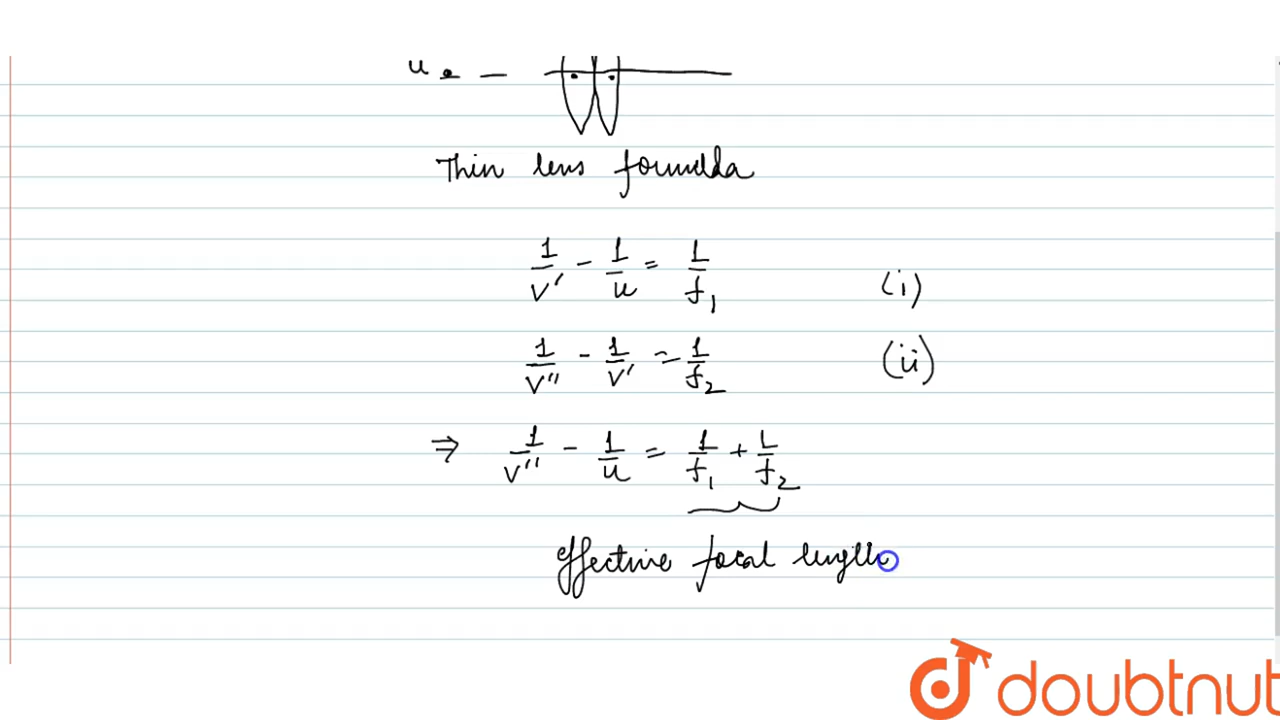 u
Thin lens formulda
1/v' - 1/u = 1/f₁ (i)
1/v'' - 1/v' = 1/f₂ (ii)
⇒ 1/v'' - 1/u = 1/f₁ + 1/f₂
effective focal length
doubtnut